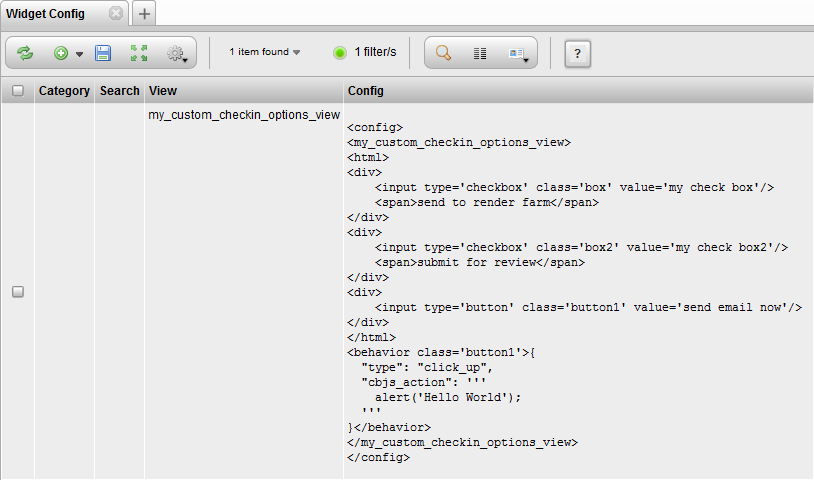 Widget Config
1 item found 1 filter/s ?
Category Search View Config
my_custom_checkin_options_view
<config>
<my_custom_checkin_options_view>
<html>
<div>
    <input type='checkbox' class='box' value='my check box'/>
    <span>send to render farm</span>
</div>
<div>
    <input type='checkbox' class='box2' value='my check box2'/>
    <span>submit for review</span>
</div>
<div>
    <input type='button' class='button1' value='send email now'/>
</div>
</html>
<behavior class='button1'>{
  "type": "click_up",
  "cbjs_action": '''
    alert('Hello World');
  '''
}</behavior>
</my_custom_checkin_options_view>
</config>